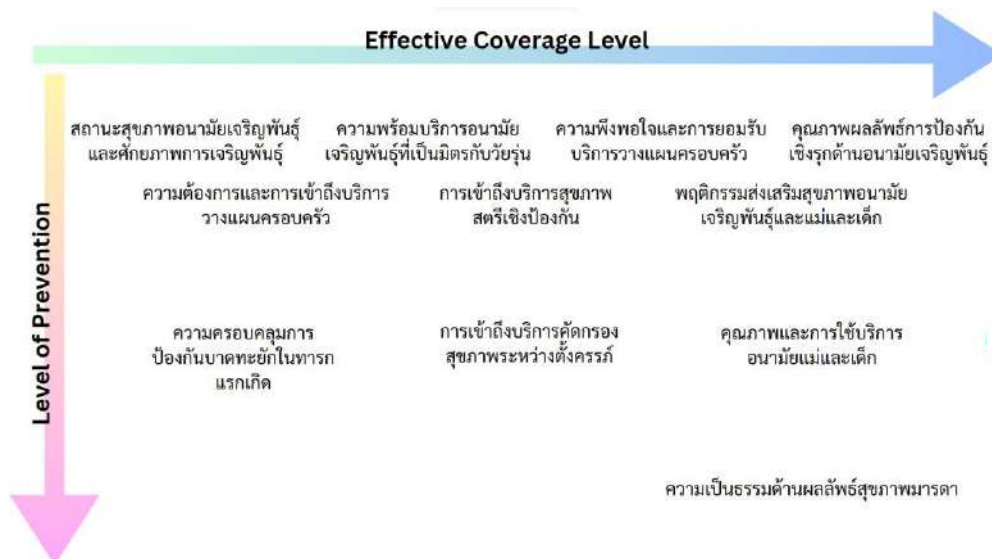 Effective Coverage Level
Level of Prevention
สถานะสุขภาพอนามัยเจริญพันธุ์
และศักยภาพการเจริญพันธุ์
ความพร้อมบริการอนามัย
เจริญพันธุ์ที่เป็นมิตรกับวัยรุ่น
ความพึงพอใจและการยอมรับ
บริการวางแผนครอบครัว
คุณภาพผลลัพธ์การป้องกัน
เชิงรุกด้านอนามัยเจริญพันธุ์
ความต้องการและการเข้าถึงบริการ
วางแผนครอบครัว
การเข้าถึงบริการสุขภาพ
สตรีเชิงป้องกัน
พฤติกรรมส่งเสริมสุขภาพอนามัย
เจริญพันธุ์และแม่และเด็ก
ความครอบคลุมการ
ป้องกันบาดทะยักในทารก
แรกเกิด
การเข้าถึงบริการคัดกรอง
สุขภาพระหว่างตั้งครรภ์
คุณภาพและการใช้บริการ
อนามัยแม่และเด็ก
ความเป็นธรรมด้านผลลัพธ์สุขภาพมารดา